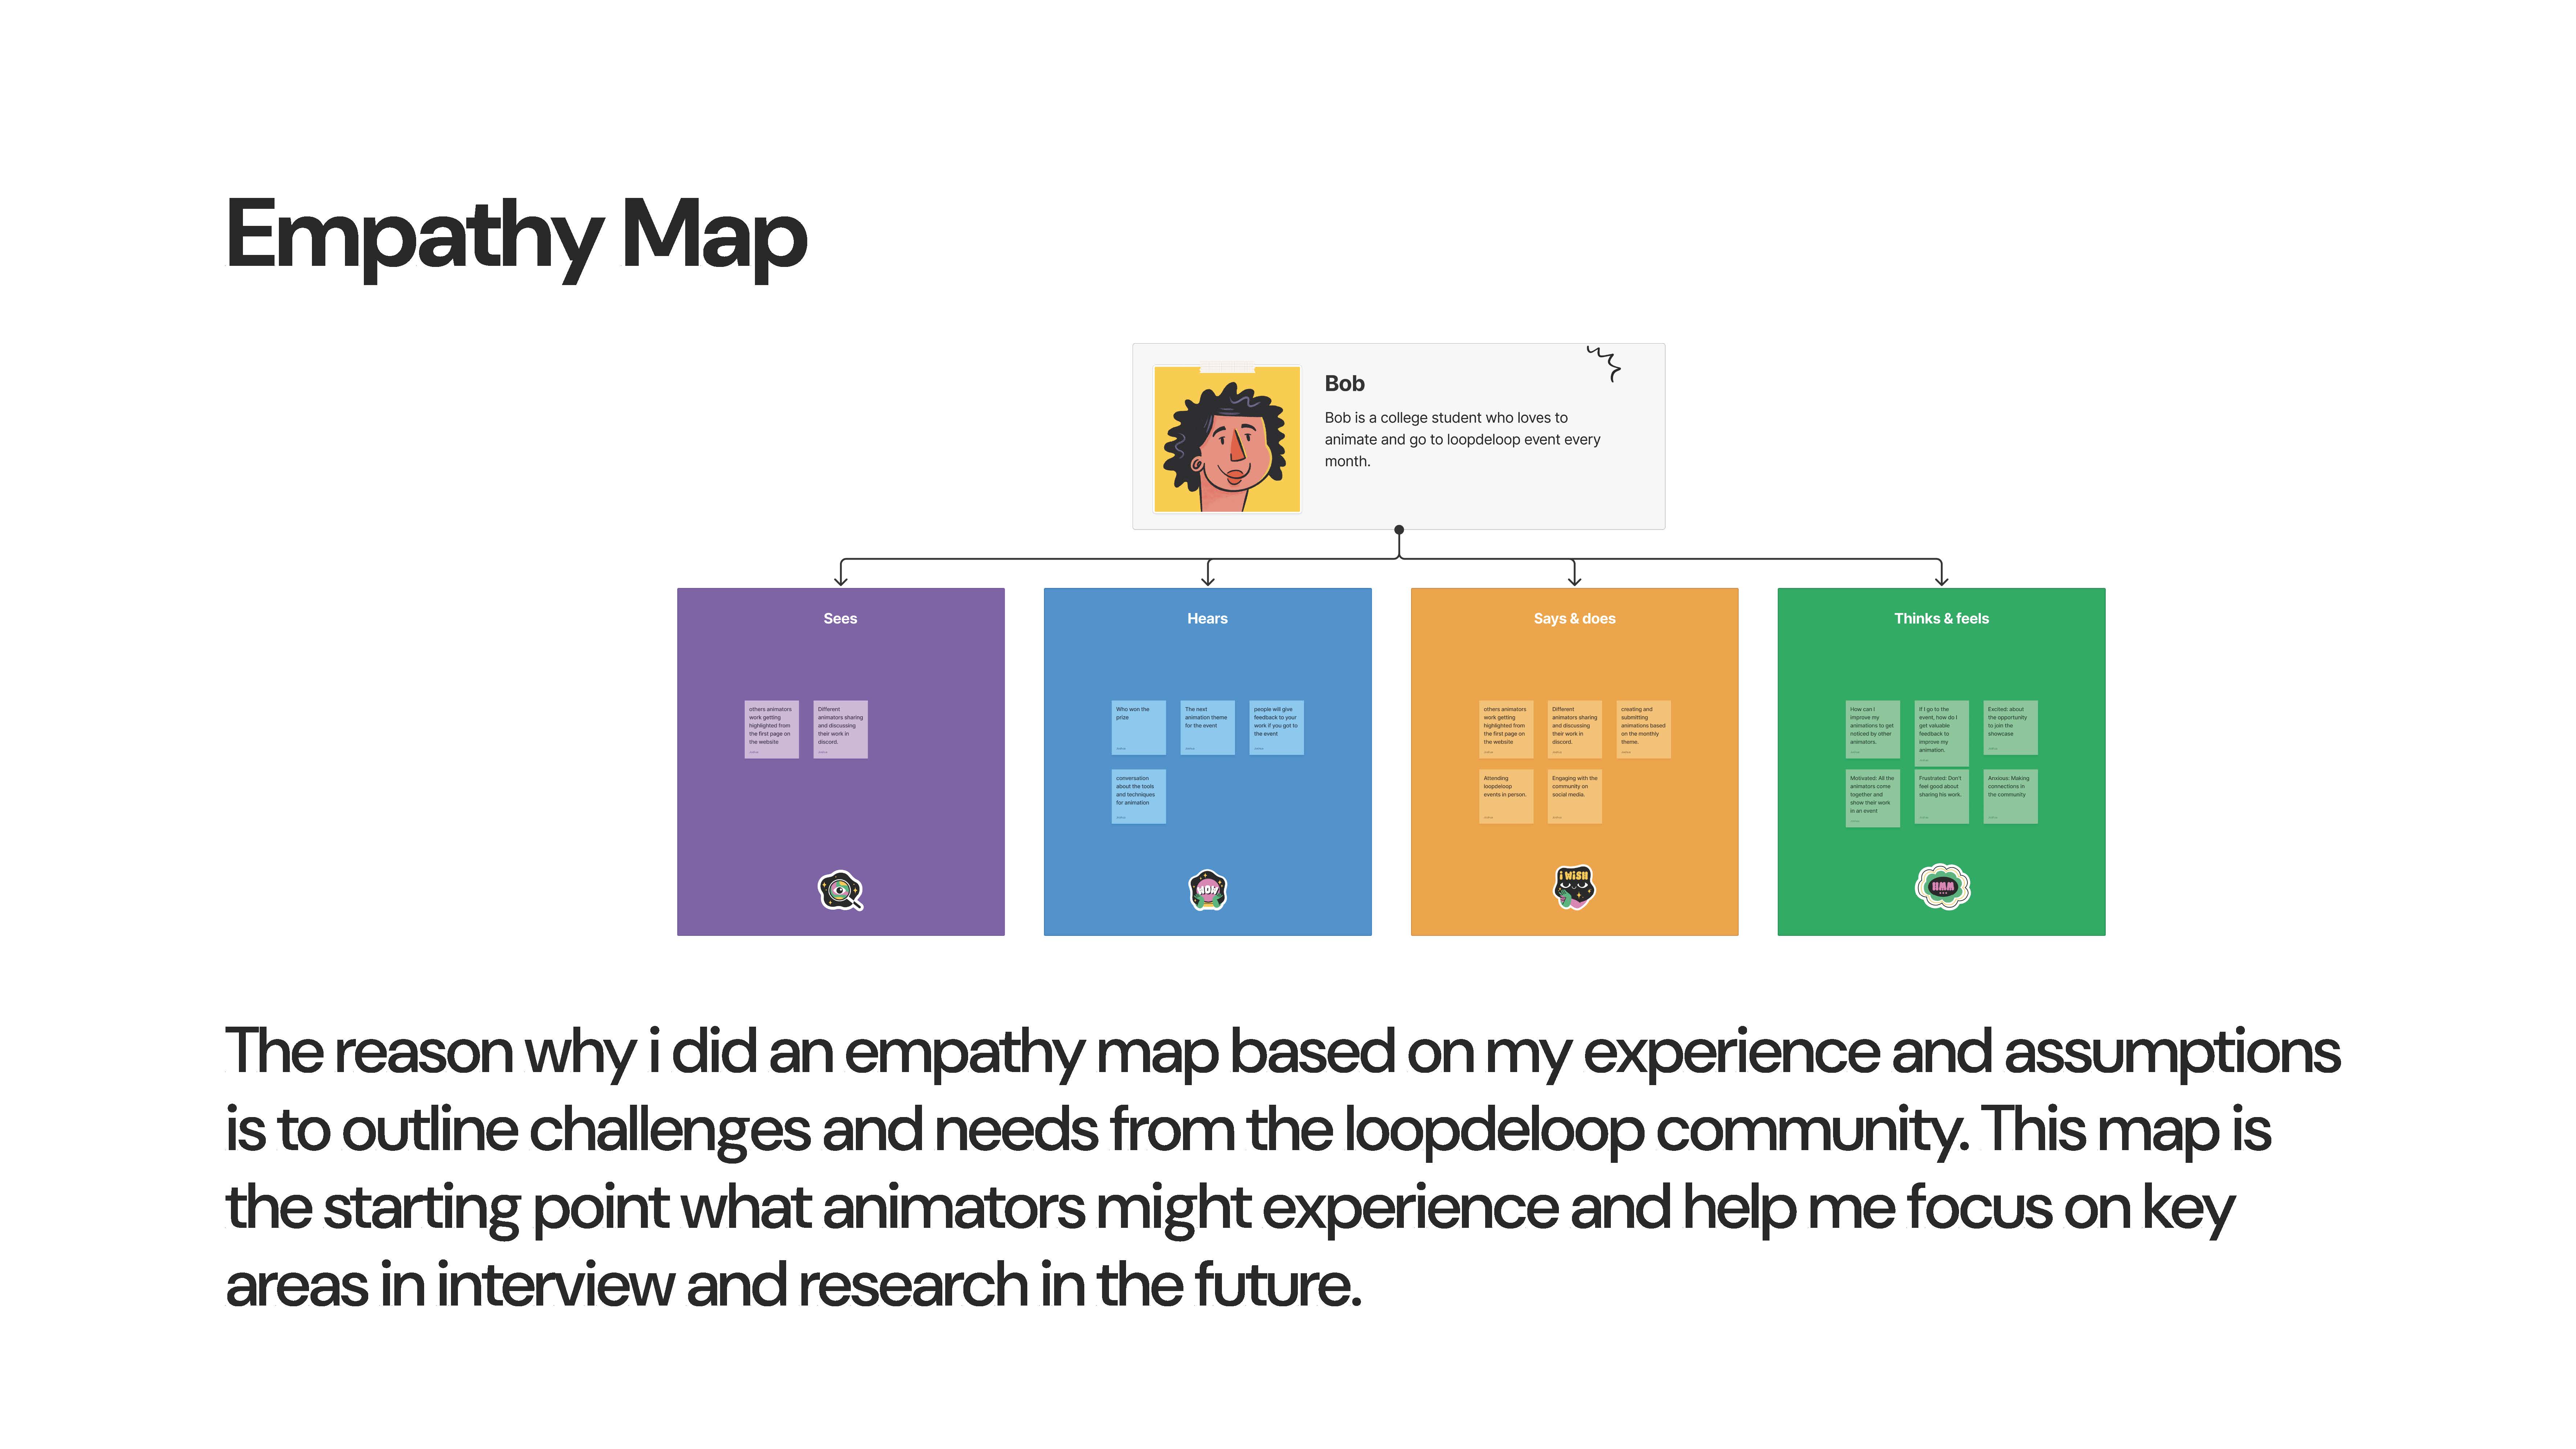 Empathy Map
Bob
Bob is a college student who loves to
animate and go to loopdeloop event every
month.
Sees
others animators
work getting
highlighted from
the first page on
the website
Different
animators sharing
and discussing
their work in
discord.
Hears
Who won the
prize
The next
animation theme
for the event
people will give
feedback to your
work if you got to
the event
conversation
about the tools
and techniques
for animation
WOW
Says & does
others animators
work getting
highlighted from
the first page on
the website
Different
animators sharing
and discussing
their work in
discord.
creating and
submitting
animations based
on the monthly
theme.
Attending
loopdeloop
events in person.
Engaging with the
community on
social media.
i WiSH
Thinks & feels
How can I
improve my
animations to get
noticed by other
animators.
If I go to the
event, how do I
get valuable
feedback to
improve my
animation.
Excited: about
the opportunity
to join the
showcase
Motivated: All the
animators come
together and
show their work
in an event
Frustrated: Don't
feel good about
sharing his work.
Anxious: Making
connections in
the community
HMM
The reason why i did an empathy map based on my experience and assumptions
is to outline challenges and needs from the loopdeloop community. This map is
the starting point what animators might experience and help me focus on key
areas in interview and research in the future.